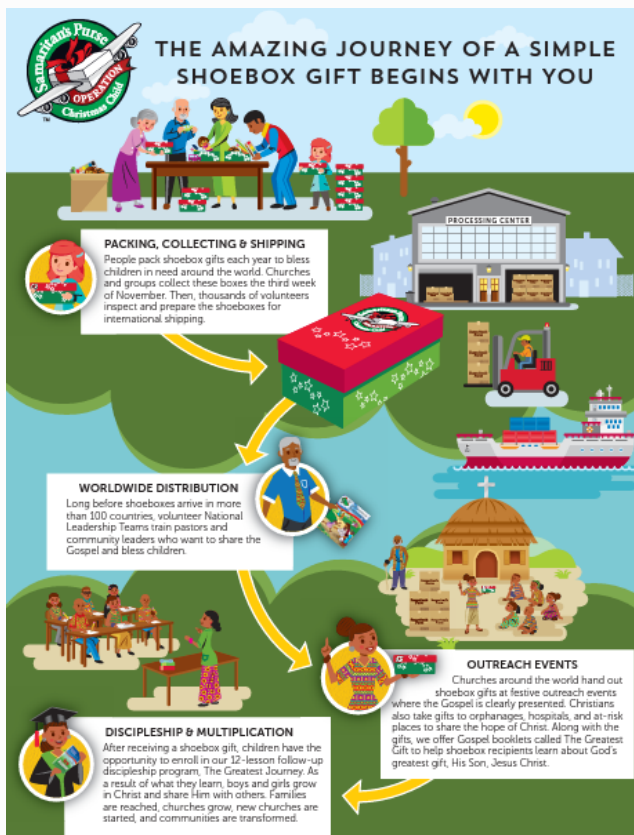 Samaritan's Purse
OPERATION
Christmas Child
TM
THE AMAZING JOURNEY OF A SIMPLE
SHOEBOX GIFT BEGINS WITH YOU
PROCESSING CENTER
PACKING, COLLECTING & SHIPPING
People pack shoebox gifts each year to bless
children in need around the world. Churches
and groups collect these boxes the third week
of November. Then, thousands of volunteers
inspect and prepare the shoeboxes for
international shipping.
WORLDWIDE DISTRIBUTION
Long before shoeboxes arrive in more
than 100 countries, volunteer National
Leadership Teams train pastors and
community leaders who want to share the
Gospel and bless children.
OUTREACH EVENTS
Churches around the world hand out
shoebox gifts at festive outreach events
where the Gospel is clearly presented. Christians
also take gifts to orphanages, hospitals, and at-risk
places to share the hope of Christ. Along with the
gifts, we offer Gospel booklets called The Greatest
Gift to help shoebox recipients learn about God's
greatest gift, His Son, Jesus Christ.
DISCIPLESHIP & MULTIPLICATION
After receiving a shoebox gift, children have the
opportunity to enroll in our 12-lesson follow-up
discipleship program, The Greatest Journey. As
a result of what they learn, boys and girls grow
in Christ and share Him with others. Families
are reached, churches grow, new churches are
started, and communities are transformed.